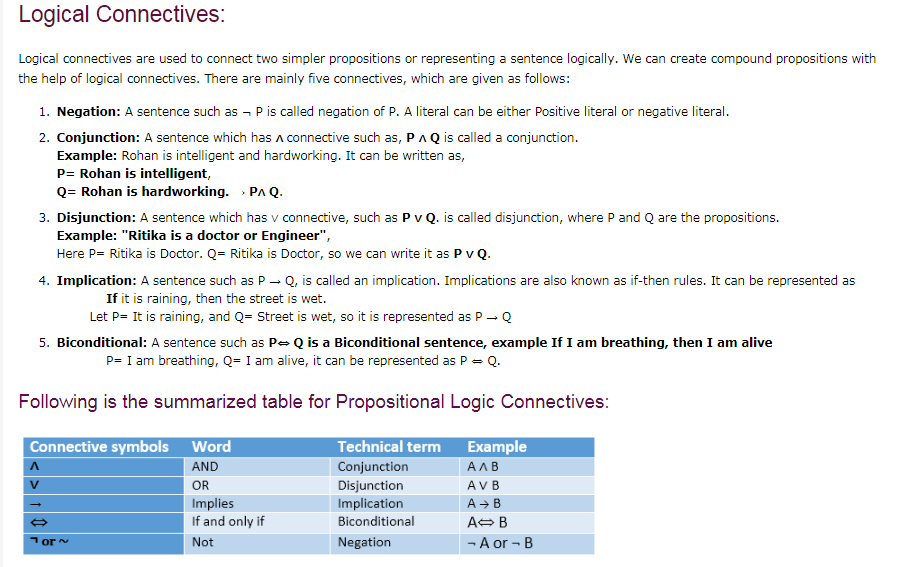 Logical Connectives:
Logical connectives are used to connect two simpler propositions or representing a sentence logically. We can create compound propositions with
the help of logical connectives. There are mainly five connectives, which are given as follows:
1. Negation: A sentence such as ¬ P is called negation of P. A literal can be either Positive literal or negative literal.
2. Conjunction: A sentence which has ∧ connective such as, P ∧ Q is called a conjunction.
Example: Rohan is intelligent and hardworking. It can be written as,
P= Rohan is intelligent,
Q= Rohan is hardworking. → P∧ Q.
3. Disjunction: A sentence which has ∨ connective, such as P ∨ Q. is called disjunction, where P and Q are the propositions.
Example: "Ritika is a doctor or Engineer",
Here P= Ritika is Doctor. Q= Ritika is Doctor, so we can write it as P ∨ Q.
4. Implication: A sentence such as P → Q, is called an implication. Implications are also known as if-then rules. It can be represented as
If it is raining, then the street is wet.
Let P= It is raining, and Q= Street is wet, so it is represented as P → Q
5. Biconditional: A sentence such as P⇔ Q is a Biconditional sentence, example If I am breathing, then I am alive
P= I am breathing, Q= I am alive, it can be represented as P ⇔ Q.
Following is the summarized table for Propositional Logic Connectives:
Connective symbols Word Technical term Example
∧ AND Conjunction A ∧ B
∨ OR Disjunction A ∨ B
→ Implies Implication A → B
⇔ If and only if Biconditional A⇔ B
¬ or ~ Not Negation ¬ A or ¬ B